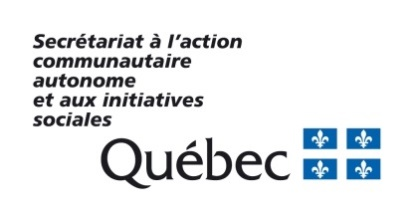 Secrétariat à l'action
communautaire
autonome
et aux initiatives
sociales
Québec